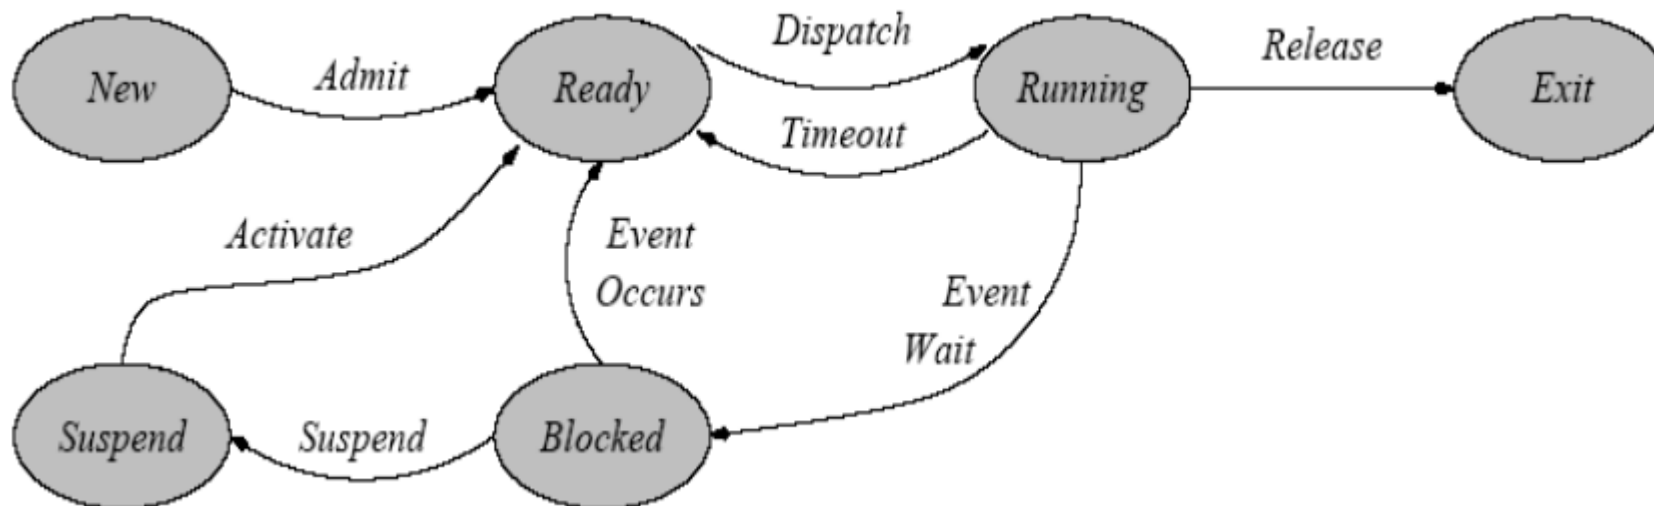 New
Admit
Ready
Dispatch
Timeout
Running
Release
Exit
Activate
Event
Occurs
Event
Wait
Suspend
Suspend
Blocked